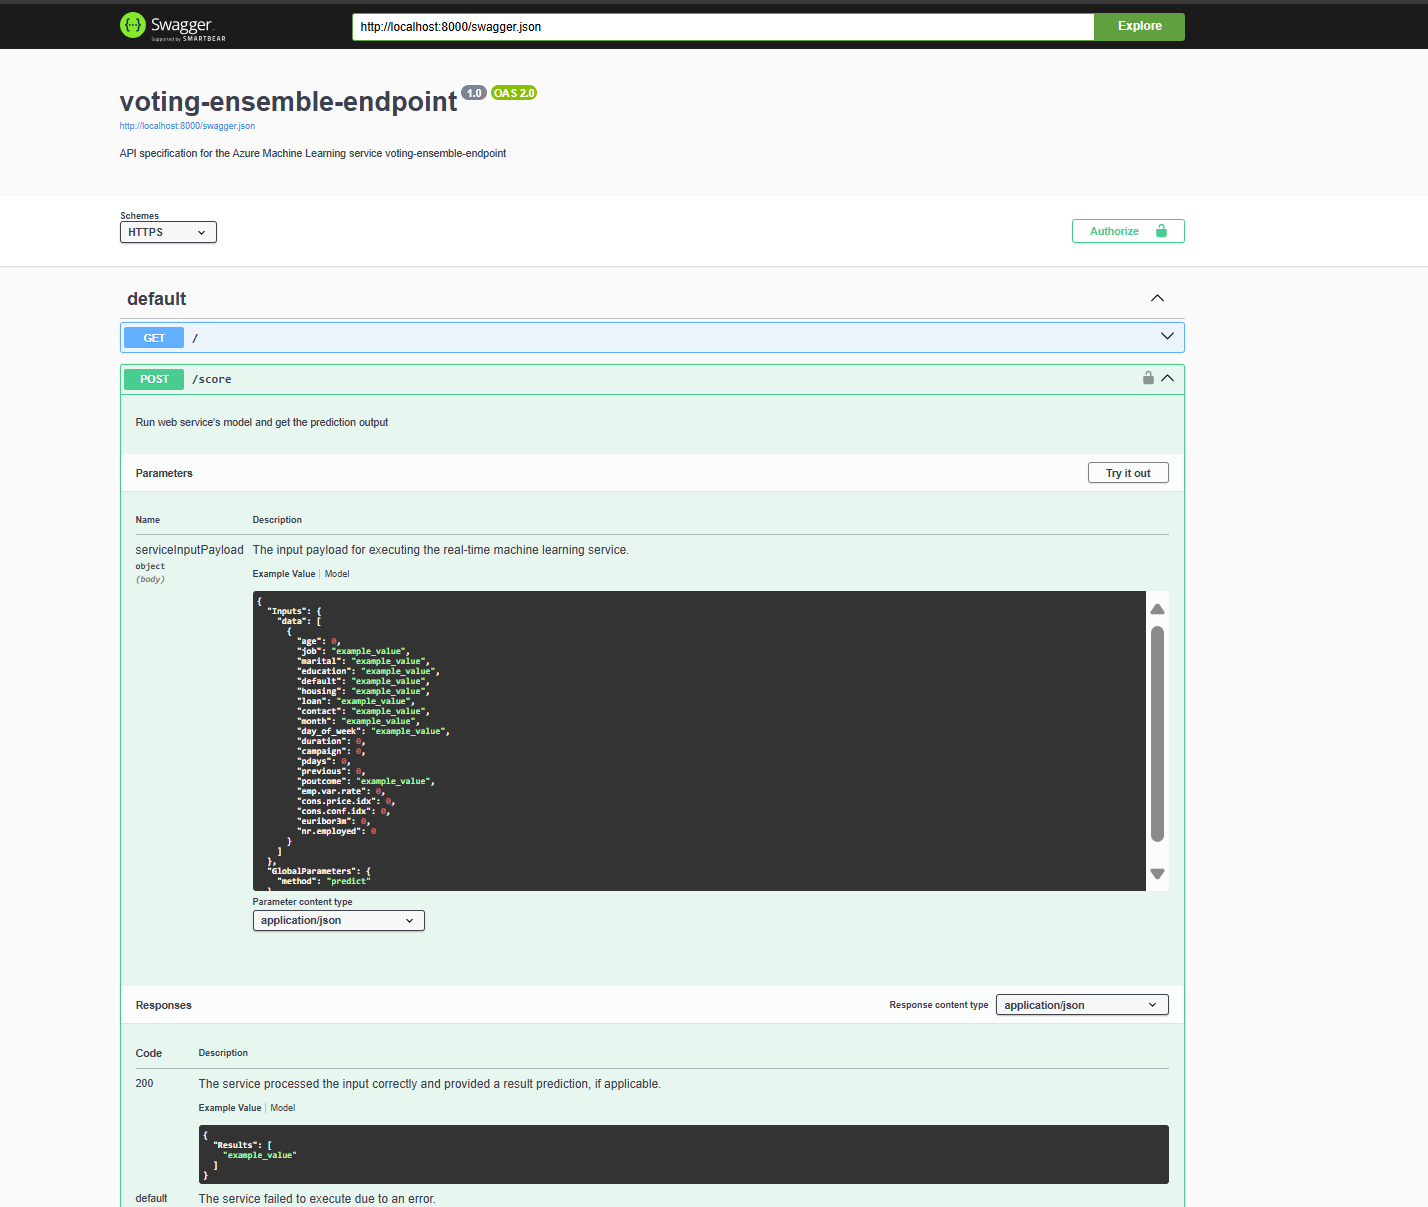 Swagger.
Supported by SMARTBEAR
http://localhost:8000/swagger.json
Explore
voting-ensemble-endpoint 1.0 OAS 2.0
http://localhost:8000/swagger.json
API specification for the Azure Machine Learning service voting-ensemble-endpoint
Schemes
HTTPS
Authorize
default
GET /
POST /score
Run web service's model and get the prediction output
Parameters
Try it out
Name Description
serviceInputPayload The input payload for executing the real-time machine learning service.
object
(body)
Example Value | Model
{
"Inputs": {
"data": [
{
"age": 0,
"job": "example_value",
"marital": "example_value",
"education": "example_value",
"default": "example_value",
"housing": "example_value",
"loan": "example_value",
"contact": "example_value",
"month": "example_value",
"day_of_week": "example_value",
"duration": 0,
"campaign": 0,
"pdays": 0,
"previous": 0,
"poutcome": "example_value",
"emp.var.rate": 0,
"cons.price.idx": 0,
"cons.conf.idx": 0,
"euribor3m": 0,
"nr.employed": 0
}
]
},
"GlobalParameters": {
"method": "predict"
Parameter content type
application/json
Responses
Response content type
application/json
Code Description
200 The service processed the input correctly and provided a result prediction, if applicable.
Example Value | Model
{
"Results": [
"example_value"
]
}
default The service failed to execute due to an error.